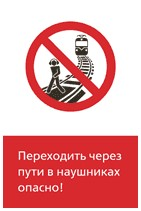 Переходить через
пути в наушниках
опасно!